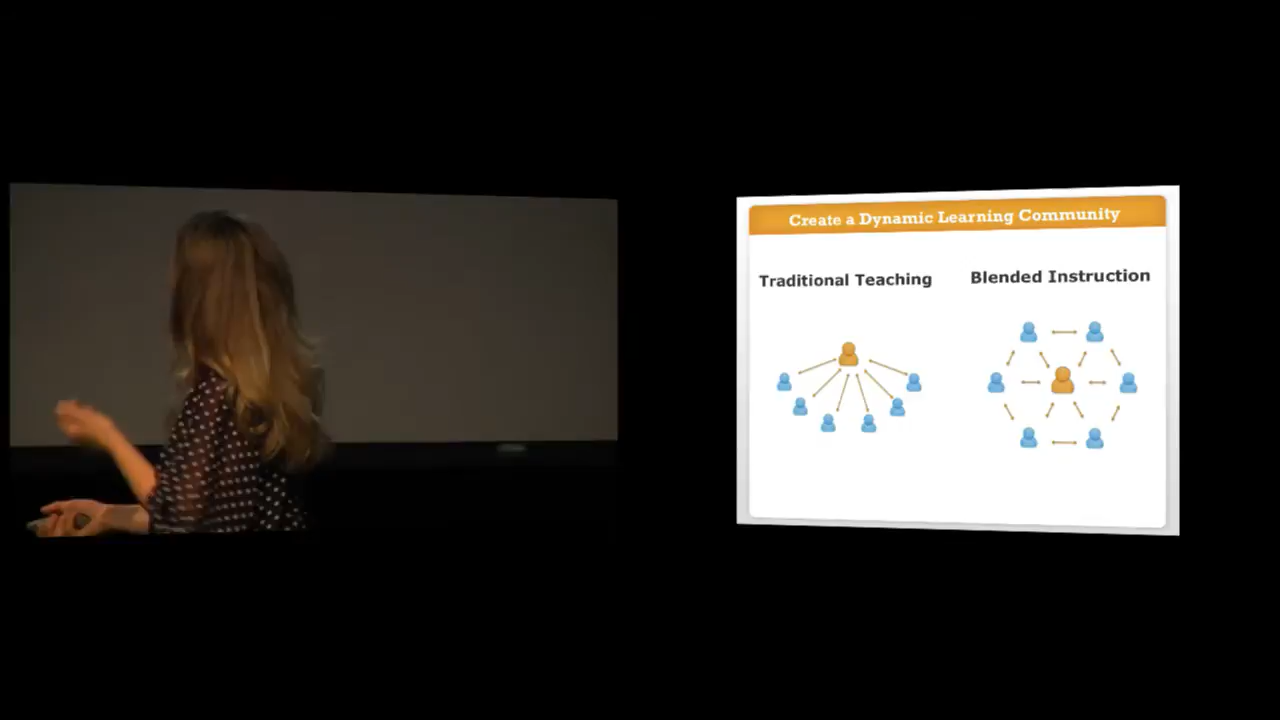 Create a Dynamic Learning Community
Traditional Teaching
Blended Instruction